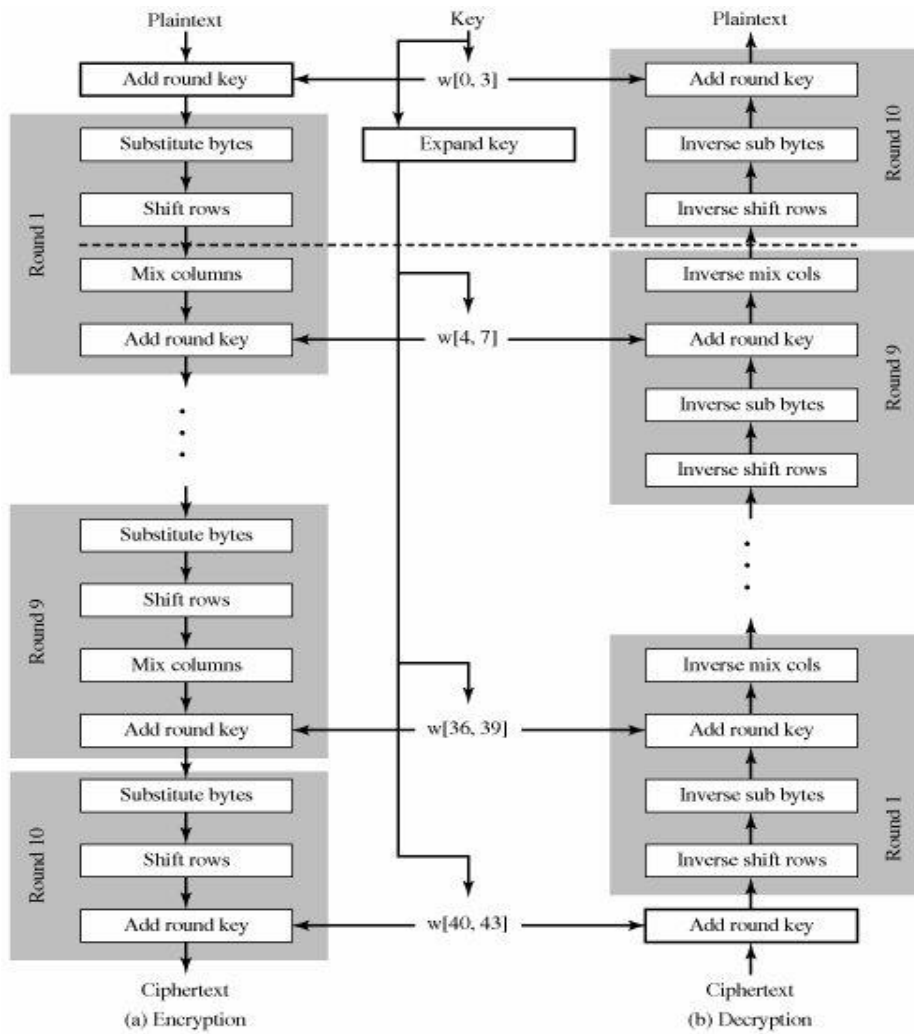 Plaintext
Add round key
Round 1
Substitute bytes
Shift rows
Mix columns
Add round key
Round 9
Substitute bytes
Shift rows
Mix columns
Add round key
Round 10
Substitute bytes
Shift rows
Add round key
Ciphertext
(a) Encryption
Key
w[0, 3]
Expand key
w[4, 7]
w[36, 39]
w[40, 43]
Plaintext
Add round key
Inverse sub bytes
Inverse shift rows
Round 10
Inverse mix cols
Add round key
Inverse sub bytes
Inverse shift rows
Round 9
Inverse mix cols
Add round key
Inverse sub bytes
Inverse shift rows
Round 1
Add round key
Ciphertext
(b) Decryption